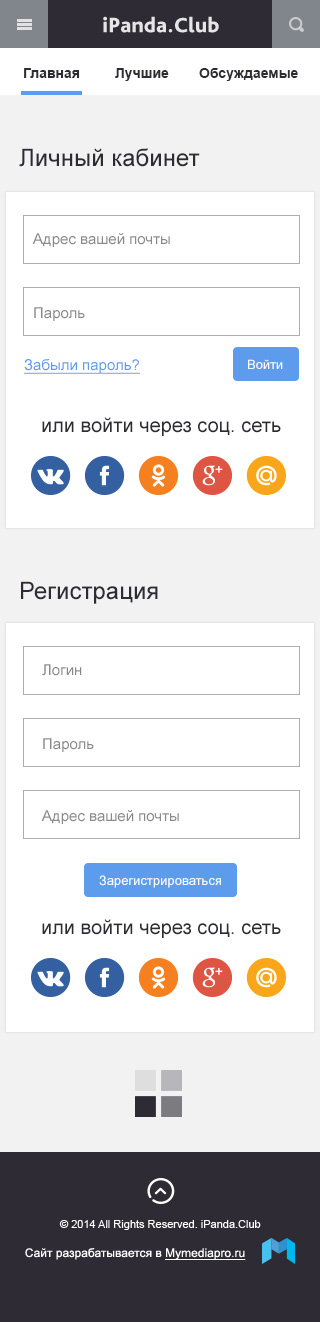 iPanda.Club
Главная Лучшие Обсуждаемые
Личный кабинет
Адрес вашей почты
Пароль
Забыли пароль? Войти
или войти через соц. сеть
Регистрация
Логин
Пароль
Адрес вашей почты
Зарегистрироваться
или войти через соц. сеть
© 2014 All Rights Reserved. iPanda.Club
Сайт разрабатывается в Mymediapro.ru